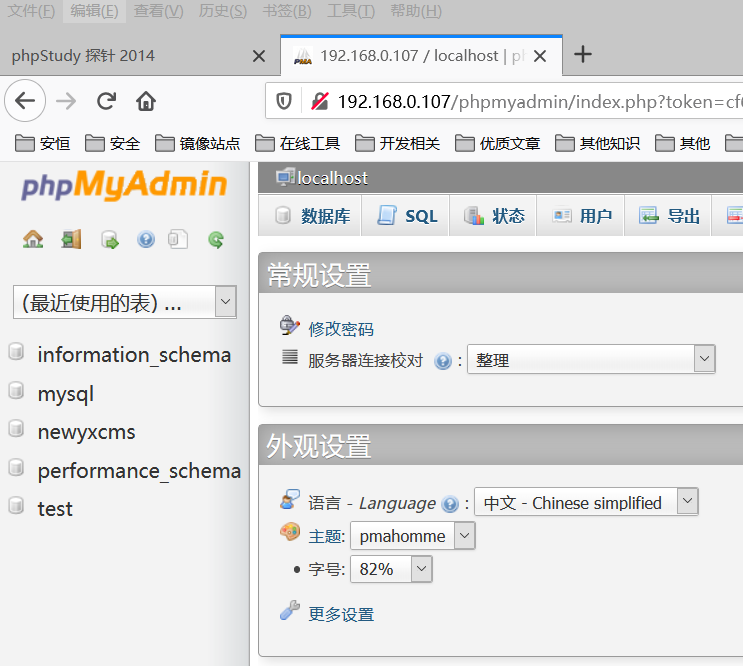 文件(F) 编辑(E) 查看(V) 历史(S) 书签(B) 工具(T) 帮助(H)
phpStudy 探针 2014
192.168.0.107 / localhost | ph
192.168.0.107/phpmyadmin/index.php?token=cf
安恒 安全 镜像站点 在线工具 开发相关 优质文章 其他知识 其他
phpMyAdmin
(最近使用的表) ...
information_schema
mysql
newyxcms
performance_schema
test
localhost
数据库 SQL 状态 用户 导出
常规设置
修改密码
服务器连接校对 : 整理
外观设置
语言 - Language : 中文 - Chinese simplified
主题: pmahomme
• 字号: 82%
更多设置